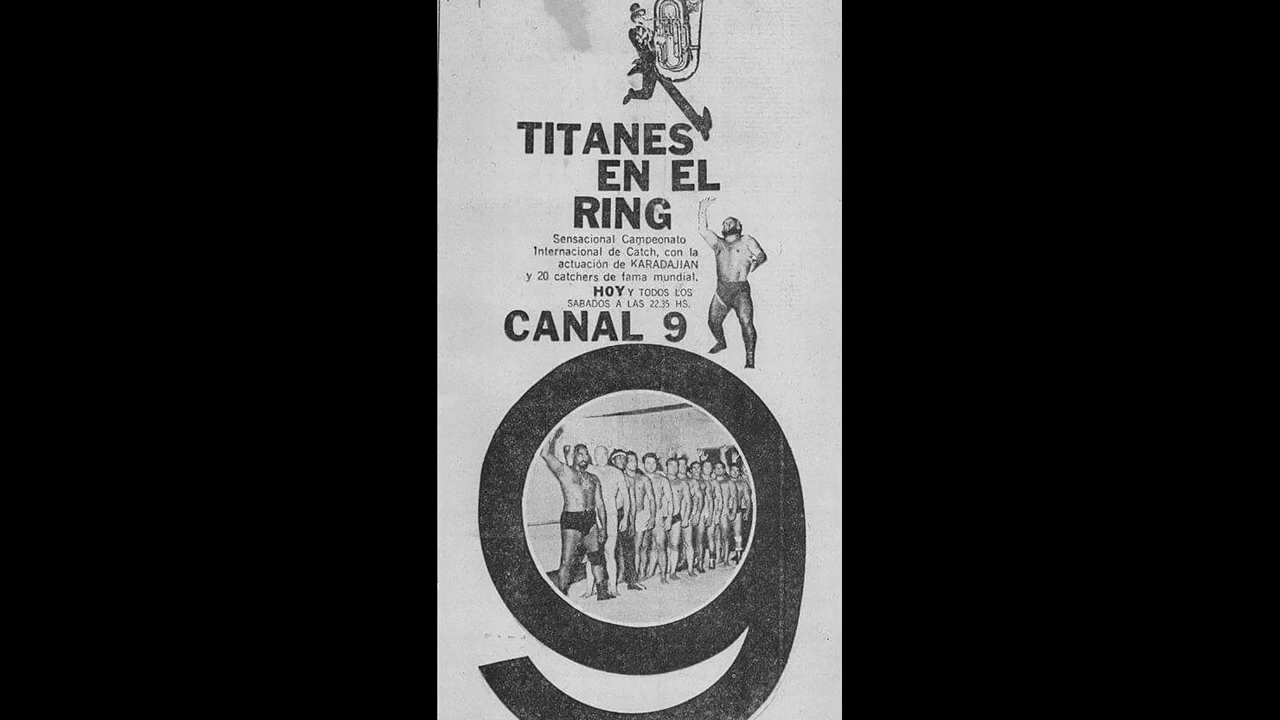 TITANES
EN EL
RING
Sensacional Campeonato
Internacional de Catch, con la
actuación de KARADAJIAN
y 20 catchers de fama mundial.
HOY Y TODOS LOS
SABADOS A LAS 22.35 HS.
CANAL 9
9